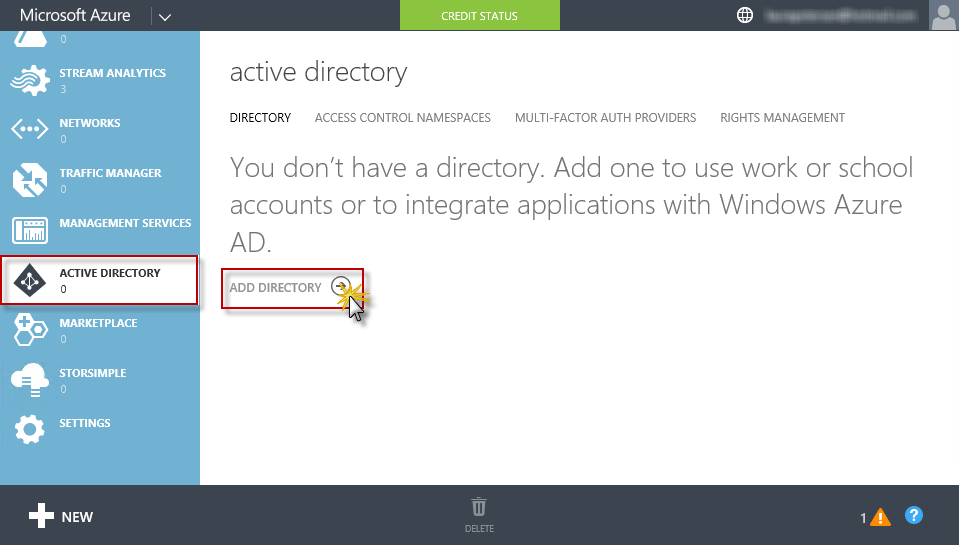 Microsoft Azure
CREDIT STATUS
0
STREAM ANALYTICS
3
NETWORKS
0
TRAFFIC MANAGER
0
MANAGEMENT SERVICES
ACTIVE DIRECTORY
0
MARKETPLACE
0
STORSIMPLE
0
SETTINGS
active directory
DIRECTORY ACCESS CONTROL NAMESPACES MULTI-FACTOR AUTH PROVIDERS RIGHTS MANAGEMENT
You don't have a directory. Add one to use work or school
accounts or to integrate applications with Windows Azure
AD.
ADD DIRECTORY
NEW
DELETE
1
?